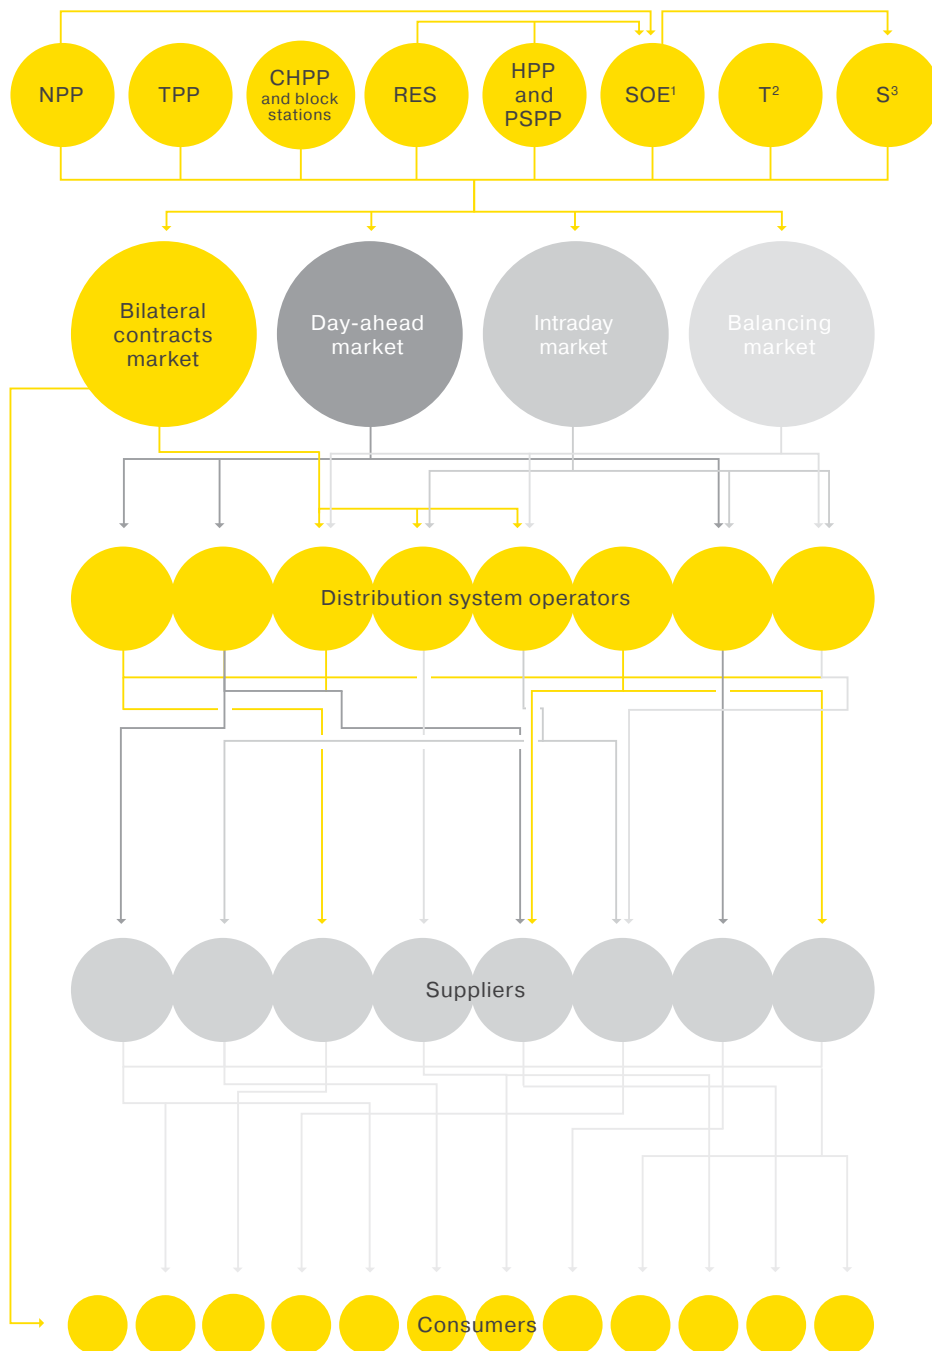 NPP
TPP
CHPP
and block
stations
RES
HPP
and
PSPP
SOE¹
T²
S³
Bilateral
contracts
market
Day-ahead
market
Intraday
market
Balancing
market
Distribution system operators
Suppliers
Consumers